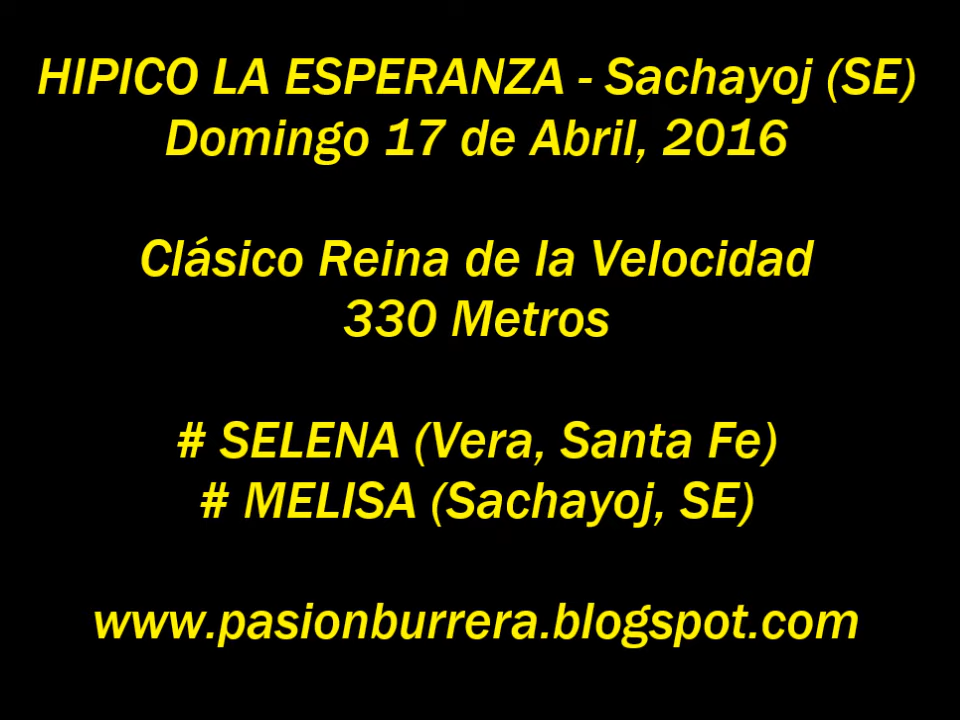 HIPICO LA ESPERANZA - Sachayoj (SE)
Domingo 17 de Abril, 2016
Clásico Reina de la Velocidad
330 Metros
# SELENA (Vera, Santa Fe)
# MELISA (Sachayoj, SE)
www.pasionburrera.blogspot.com